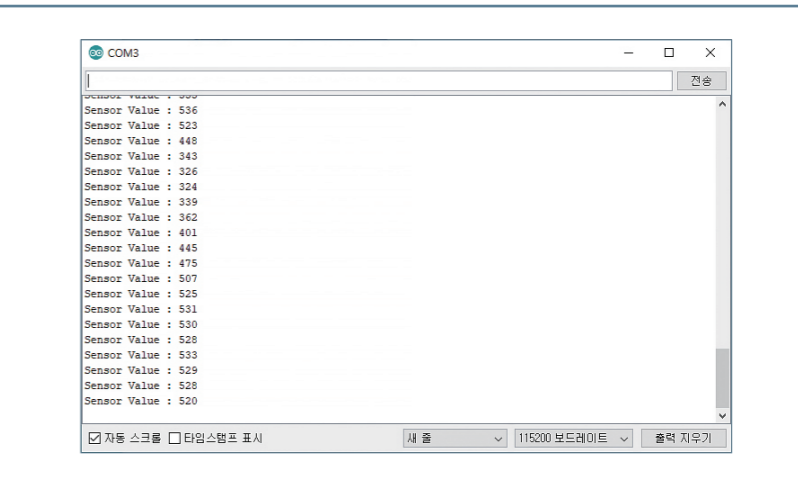 COM3
전송
Sensor Value : 536
Sensor Value : 523
Sensor Value : 448
Sensor Value : 343
Sensor Value : 326
Sensor Value : 324
Sensor Value : 339
Sensor Value : 362
Sensor Value : 401
Sensor Value : 445
Sensor Value : 475
Sensor Value : 507
Sensor Value : 525
Sensor Value : 531
Sensor Value : 530
Sensor Value : 528
Sensor Value : 533
Sensor Value : 529
Sensor Value : 528
Sensor Value : 520
자동 스크롤 타임스탬프 표시 새 줄 115200 보드레이트 출력 지우기